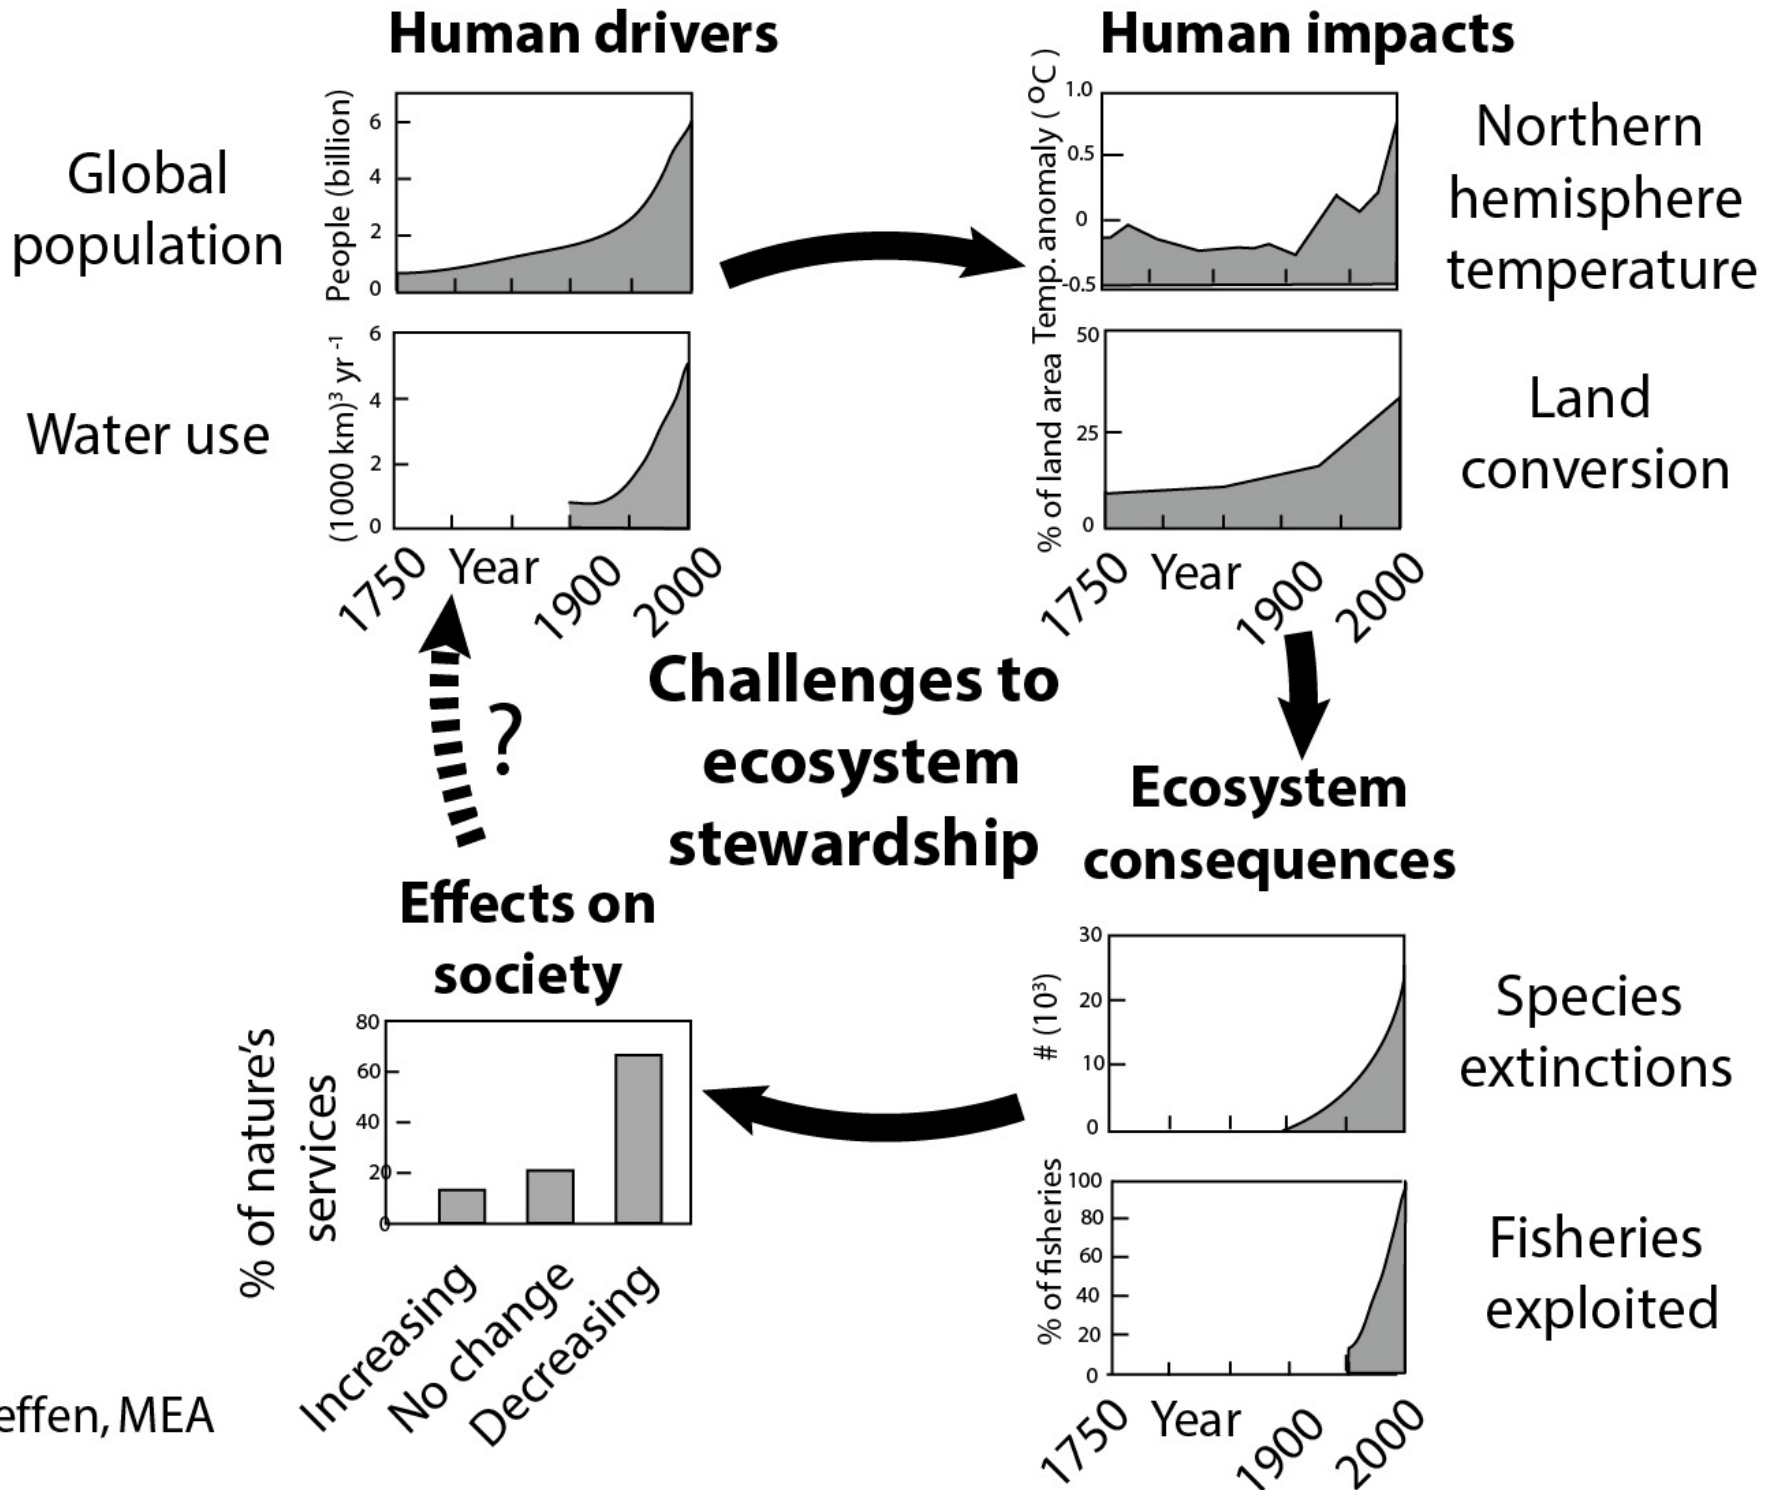 Human drivers
Global
population
People (billion)
6
4
2
0
Water use
(1000 km)³ yr⁻¹
6
4
2
0
1750 Year 1900 2000
Human impacts
Temp. anomaly (°C)
1.0
0.5
0
-0.5
Northern
hemisphere
temperature
% of land area
50
25
0
Land
conversion
1750 Year 1900 2000
Challenges to
ecosystem
stewardship
?
Ecosystem
consequences
# (10³)
30
20
10
0
Species
extinctions
% of fisheries
100
80
60
40
20
0
Fisheries
exploited
1750 Year 1900 2000
Effects on
society
% of nature's
services
80
60
40
20
0
Increasing
No change
Decreasing
effen, MEA